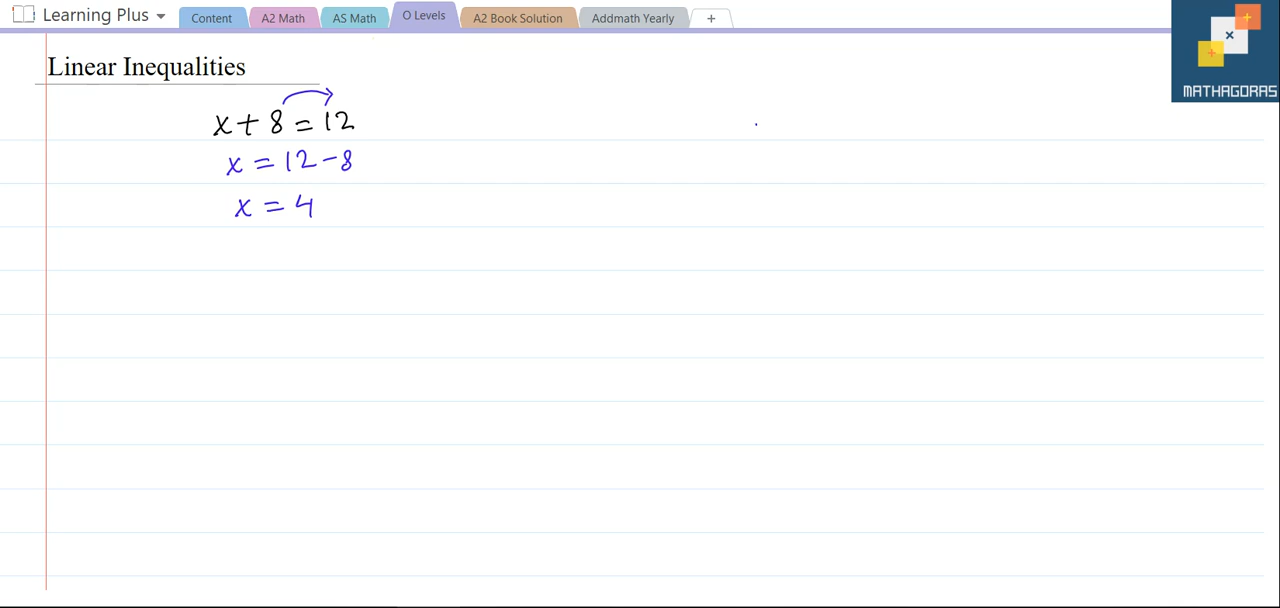 Learning Plus Content A2 Math AS Math O Levels A2 Book Solution Addmath Yearly +
MATHAGORAS
Linear Inequalities
x + 8 = 12
x = 12 - 8
x = 4